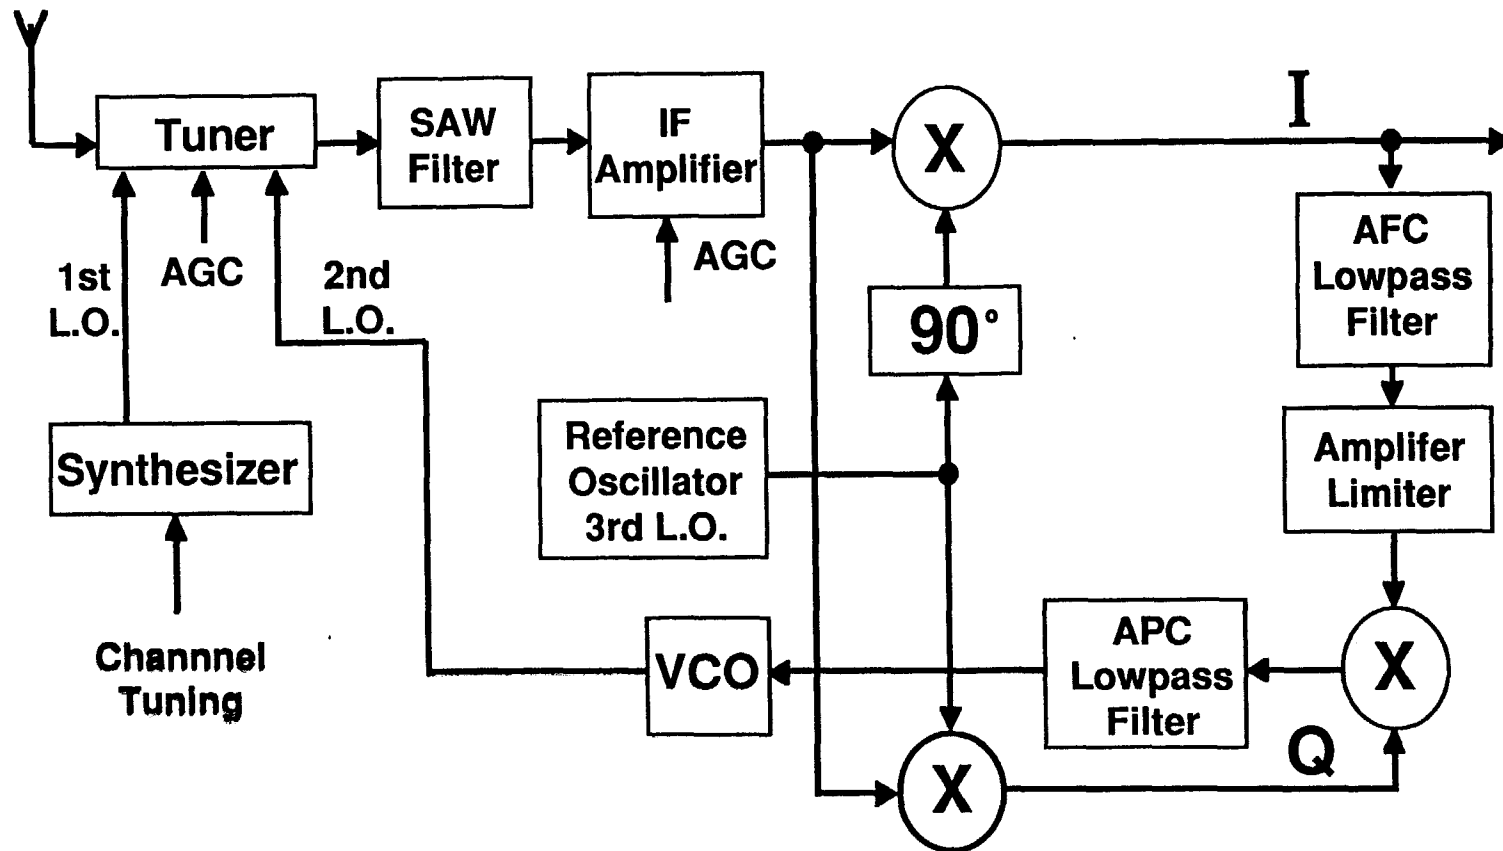 Tuner
SAW
Filter
IF
Amplifier
X
I
AFC
Lowpass
Filter
1st
L.O.
AGC
2nd
L.O.
AGC
90°
Reference
Oscillator
3rd L.O.
Amplifer
Limiter
Synthesizer
Channnel
Tuning
VCO
APC
Lowpass
Filter
X
Q
X